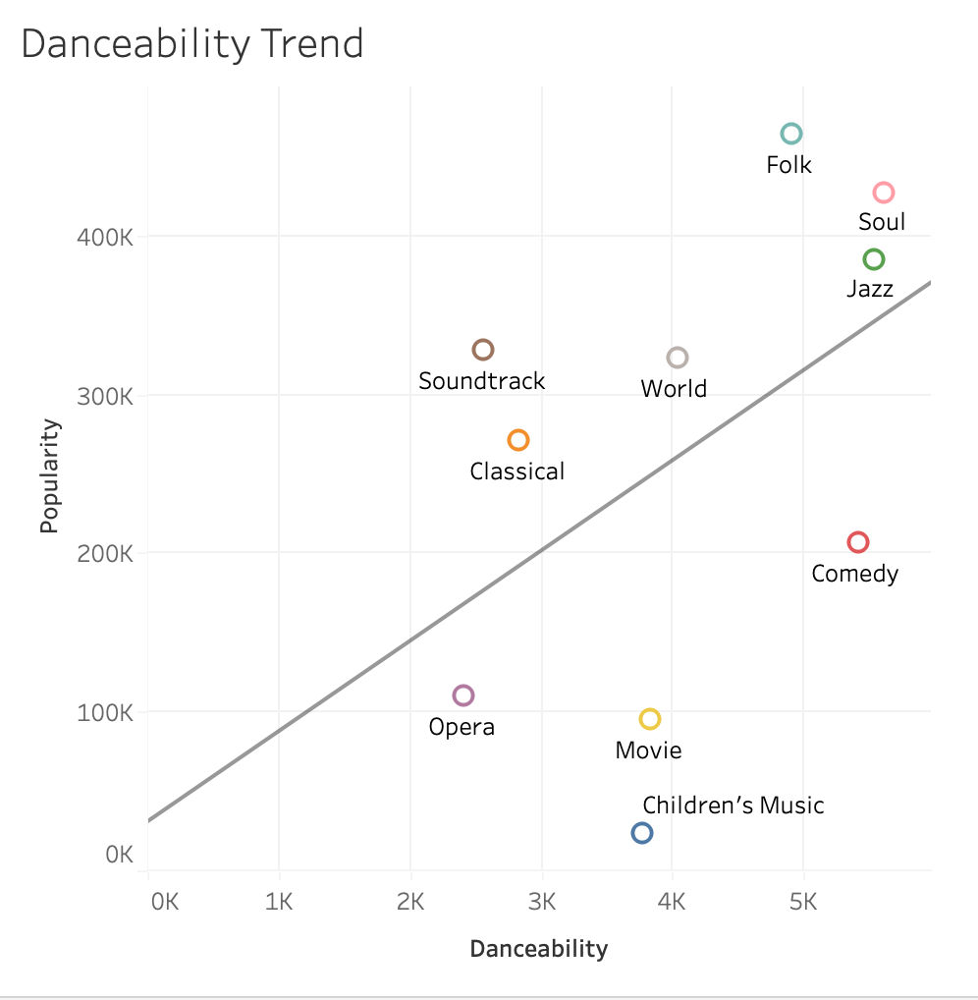 Danceability Trend
Folk
Soul
400K
Jazz
Soundtrack
World
300K
Popularity
Classical
200K
Comedy
100K
Opera
Movie
Children's Music
0K
0K 1K 2K 3K 4K 5K
Danceability